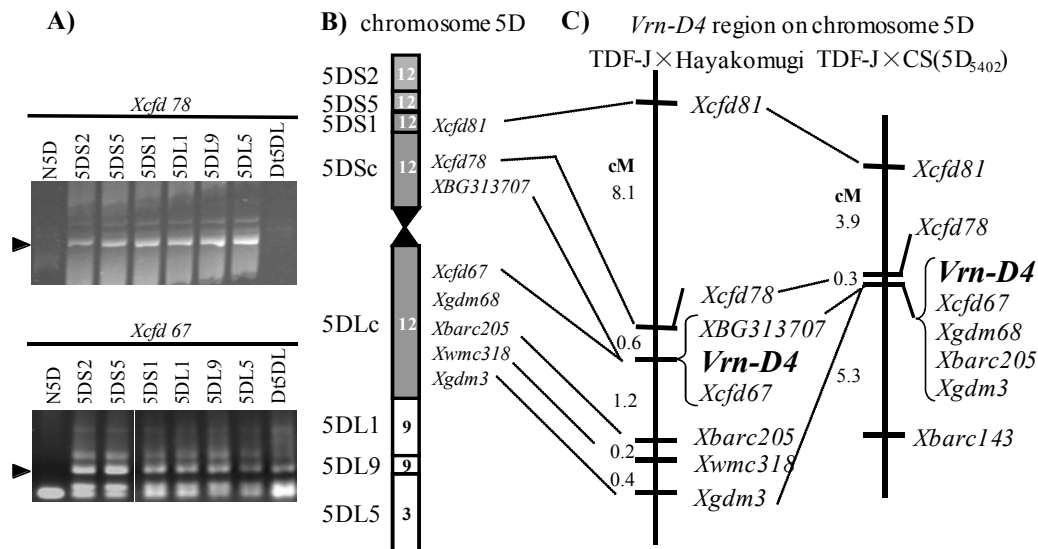 A)
Xcfd 78
N5D
5DS2
5DS5
5DS1
5DL1
5DL9
5DL5
Dt5DL
Xcfd 67
N5D
5DS2
5DS5
5DS1
5DL1
5DL9
5DL5
Dt5DL
B) chromosome 5D
5DS2
12
5DS5
12
5DS1
12
5DSc
12
5DLc
12
5DL1
9
5DL9
9
5DL5
3
Xcfd81
Xcfd78
XBG313707
Xcfd67
Xgdm68
Xbarc205
Xwmc318
Xgdm3
C) Vrn-D4 region on chromosome 5D
TDF-J×Hayakomugi
cM
8.1
0.6
1.2
0.2
0.4
Xcfd81
Xcfd78
XBG313707
Vrn-D4
Xcfd67
Xbarc205
Xwmc318
Xgdm3
TDF-J×CS(5D5402)
cM
3.9
0.3
5.3
Xcfd81
Xcfd78
Vrn-D4
Xcfd67
Xgdm68
Xbarc205
Xgdm3
Xbarc143